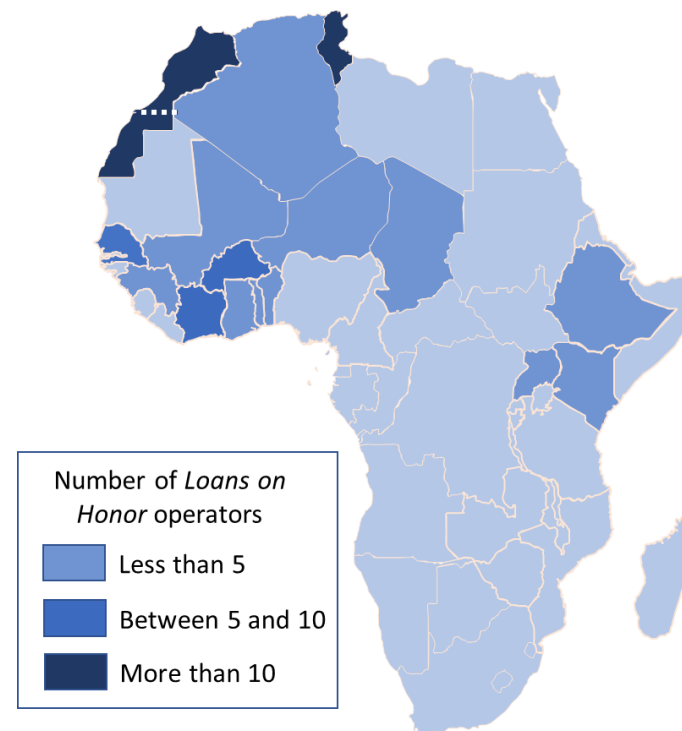 Number of Loans on
Honor operators
Less than 5
Between 5 and 10
More than 10